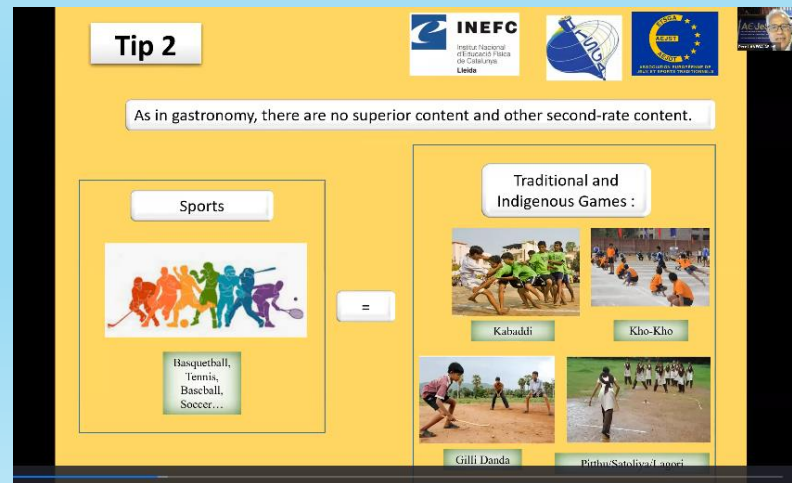 Tip 2
INEFC
Institut Nacional
d'Educació Física
de Catalunya
Lleida
As in gastronomy, there are no superior content and other second-rate content.
Sports
Basquetball,
Tennis,
Baseball,
Soccer…
=
Traditional and
Indigenous Games :
Kabaddi
Kho-Kho
Gilli Danda
Pitthu/Satoliya/Lagori